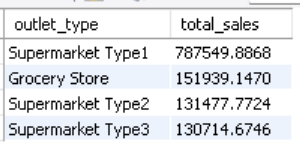 outlet_type total_sales
Supermarket Type1 787549.8868
Grocery Store 151939.1470
Supermarket Type2 131477.7724
Supermarket Type3 130714.6746